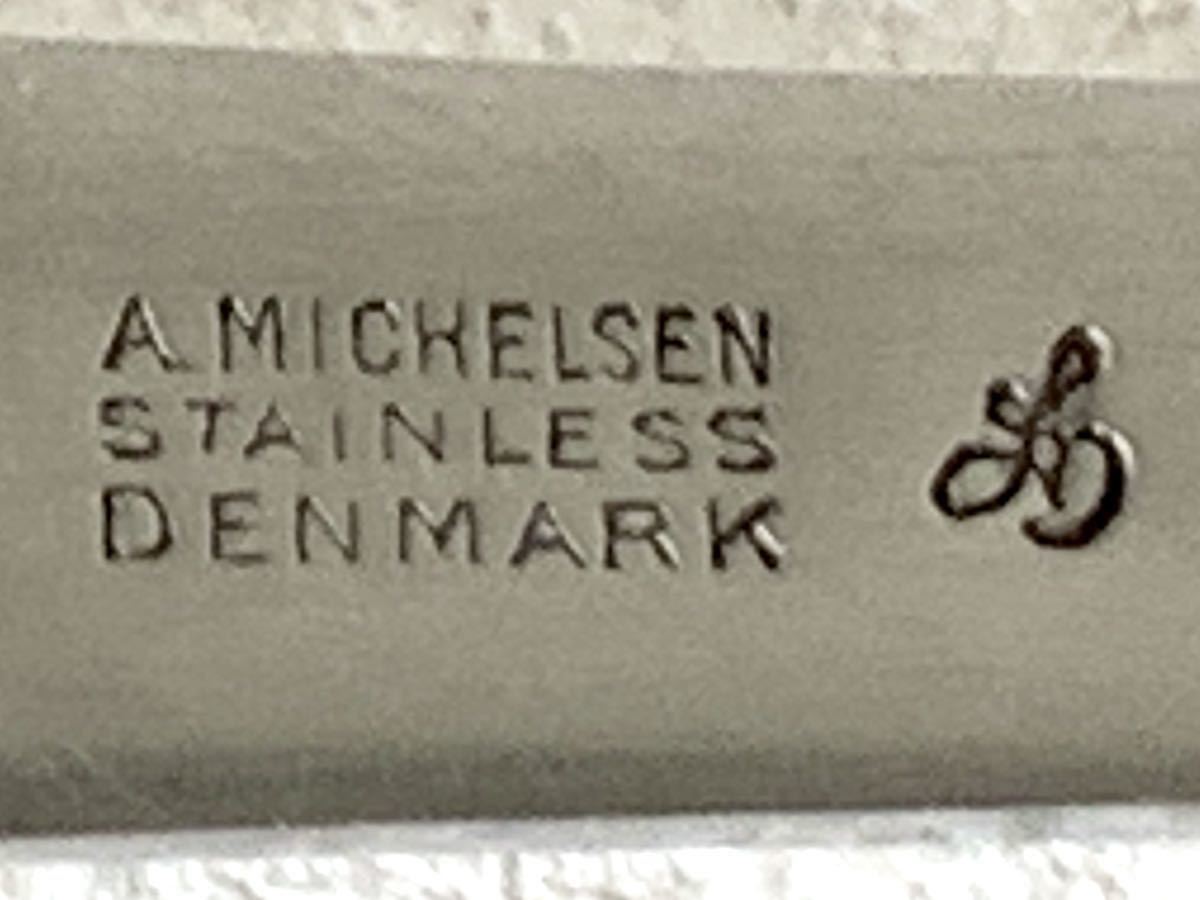 A. MICHELSEN
STAINLESS
DENMARK